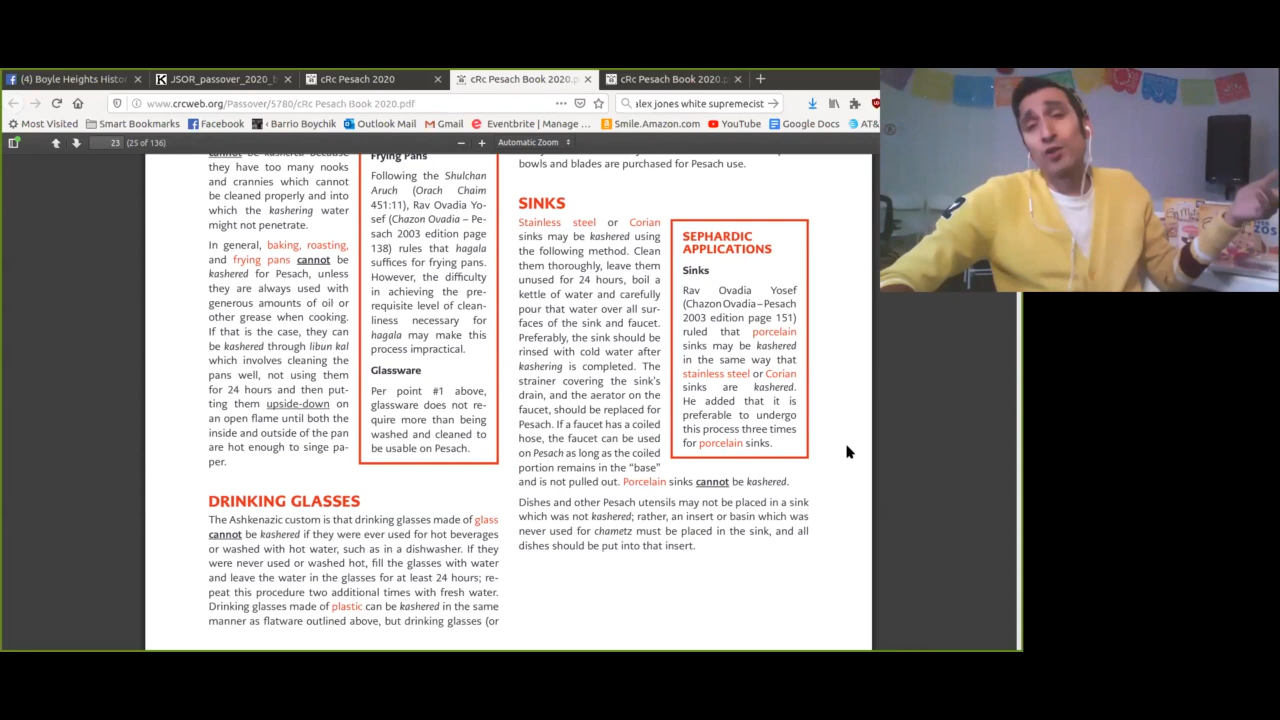 (4) Boyle Heights Histor
JSOR_passover_2020_b
cRc Pesach 2020
cRc Pesach Book 2020.p
cRc Pesach Book 2020.p
www.crcweb.org/Passover/5780/cRc Pesach Book 2020.pdf
alex jones white supremecist
Most Visited
Smart Bookmarks
Facebook
Barrio Boychik
Outlook Mail
Gmail
Eventbrite | Manage ...
Smile.Amazon.com
YouTube
Google Docs
AT&
23
(25 of 136)
Automatic Zoom
cannot be kashered because
they have too many nooks
and crannies which cannot
be cleaned properly and into
which the kashering water
might not penetrate.
In general, baking, roasting,
and frying pans cannot be
kashered for Pesach, unless
they are always used with
generous amounts of oil or
other grease when cooking.
If that is the case, they can
be kashered through libun kal
which involves cleaning the
pans well, not using them
for 24 hours and then put-
ting them upside-down on
an open flame until both the
inside and outside of the pan
are hot enough to singe pa-
per.
Frying Pans
Following the Shulchan
Aruch (Orach Chaim
451:11), Rav Ovadia Yo-
sef (Chazon Ovadia – Pe-
sach 2003 edition page
138) rules that hagala
suffices for frying pans.
However, the difficulty
in achieving the pre-
requisite level of clean-
liness necessary for
hagala may make this
process impractical.
Glassware
Per point #1 above,
glassware does not re-
quire more than being
washed and cleaned to
be usable on Pesach.
DRINKING GLASSES
The Ashkenazic custom is that drinking glasses made of glass
cannot be kashered if they were ever used for hot beverages
or washed with hot water, such as in a dishwasher. If they
were never used or washed hot, fill the glasses with water
and leave the water in the glasses for at least 24 hours; re-
peat this procedure two additional times with fresh water.
Drinking glasses made of plastic can be kashered in the same
manner as flatware outlined above, but drinking glasses (or
bowls and blades are purchased for Pesach use.
SINKS
Stainless steel or Corian
sinks may be kashered using
the following method. Clean
them thoroughly, leave them
unused for 24 hours, boil a
kettle of water and carefully
pour that water over all sur-
faces of the sink and faucet.
Preferably, the sink should be
rinsed with cold water after
kashering is completed. The
strainer covering the sink's
drain, and the aerator on the
faucet, should be replaced for
Pesach. If a faucet has a coiled
hose, the faucet can be used
on Pesach as long as the coiled
portion remains in the "base"
and is not pulled out. Porcelain sinks cannot be kashered.
Dishes and other Pesach utensils may not be placed in a sink
which was not kashered; rather, an insert or basin which was
never used for chametz must be placed in the sink, and all
dishes should be put into that insert.
SEPHARDIC
APPLICATIONS
Sinks
Rav Ovadia Yosef
(Chazon Ovadia – Pesach
2003 edition page 151)
ruled that porcelain
sinks may be kashered
in the same way that
stainless steel or Corian
sinks are kashered.
He added that it is
preferable to undergo
this process three times
for porcelain sinks.